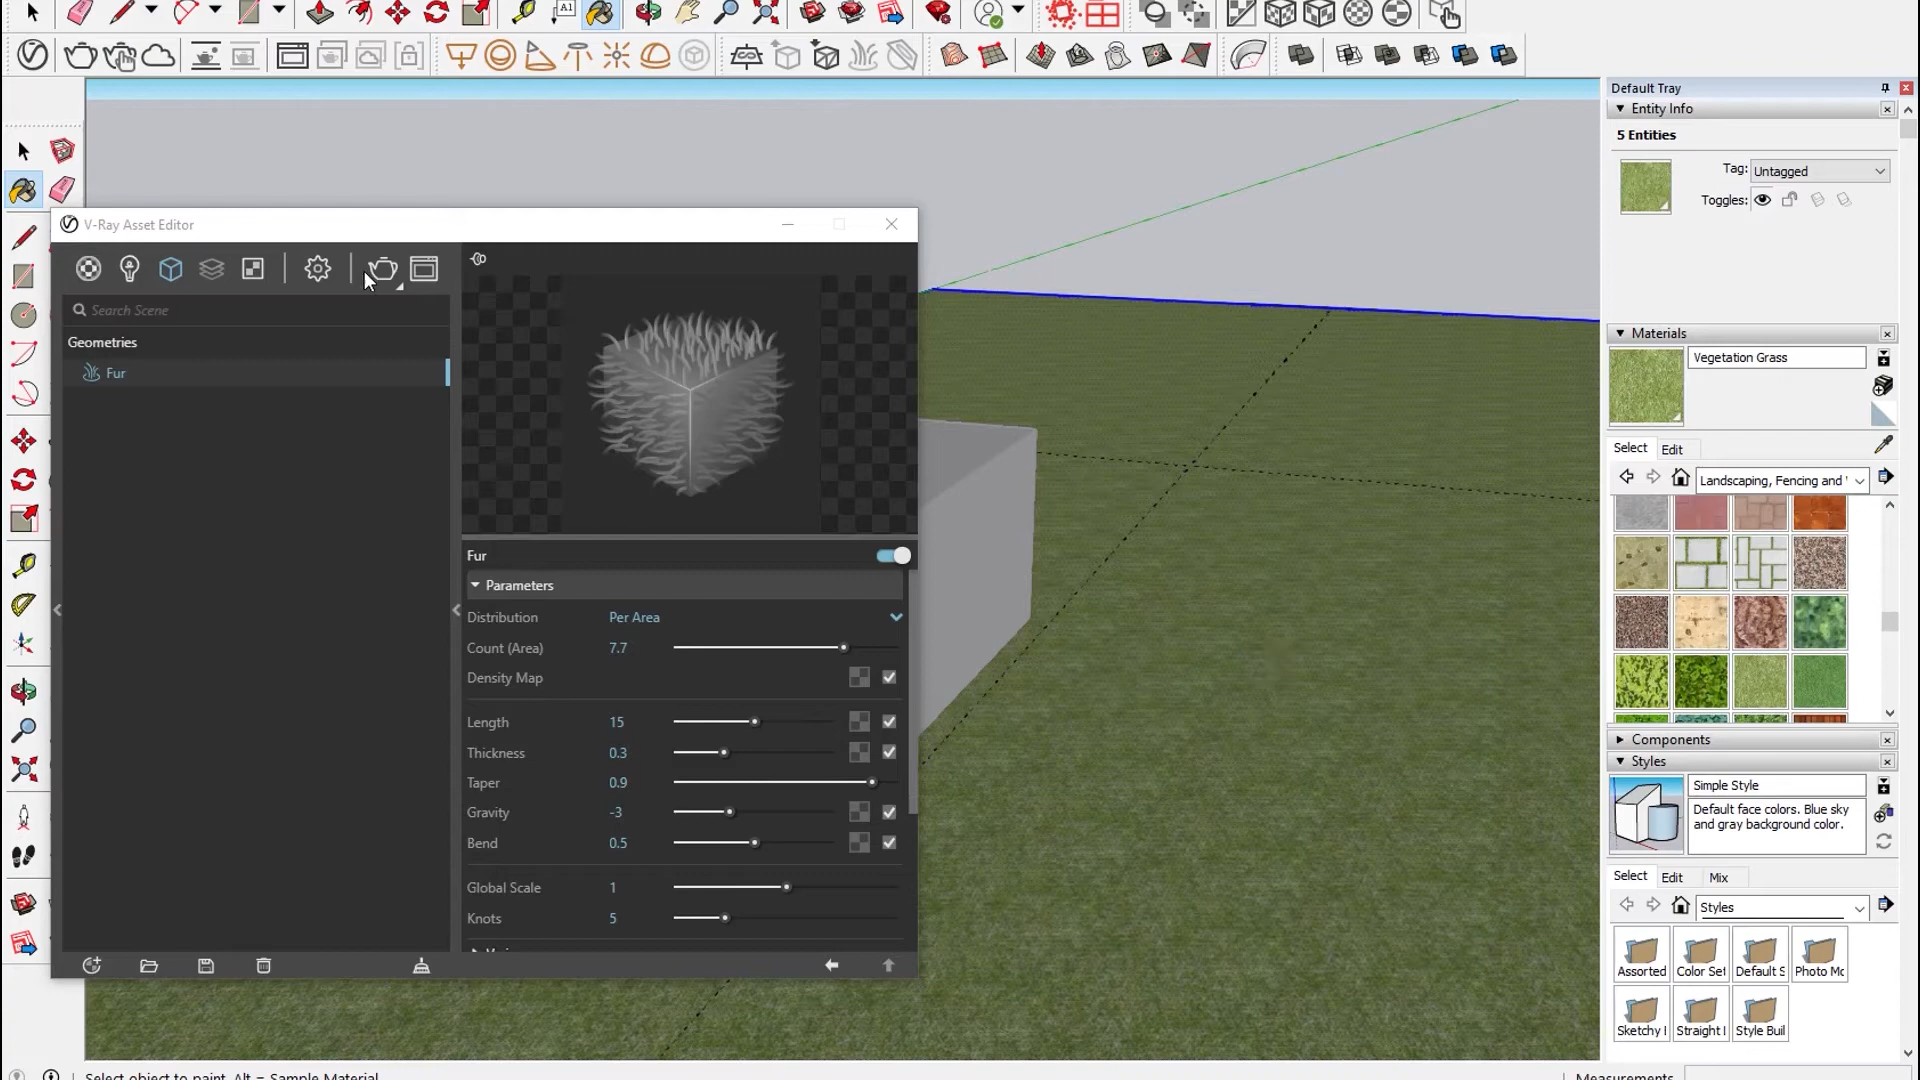 A1
Default Tray
Entity Info
5 Entities
Tag: Untagged
Toggles:
V-Ray Asset Editor
Search Scene
Geometries
Fur
Fur
Parameters
Distribution Per Area
Count (Area) 7.7
Density Map
Length 15
Thickness 0.3
Taper 0.9
Gravity -3
Bend 0.5
Global Scale 1
Knots 5
Materials
Vegetation Grass
Select Edit
Landscaping, Fencing and
Components
Styles
Simple Style
Default face colors. Blue sky
and gray background color.
Select Edit Mix
Styles
Assorted Color Set Default S Photo Mo
Sketchy Straight Style Buil
Select object to paint. Alt = Sample Material
Measurements